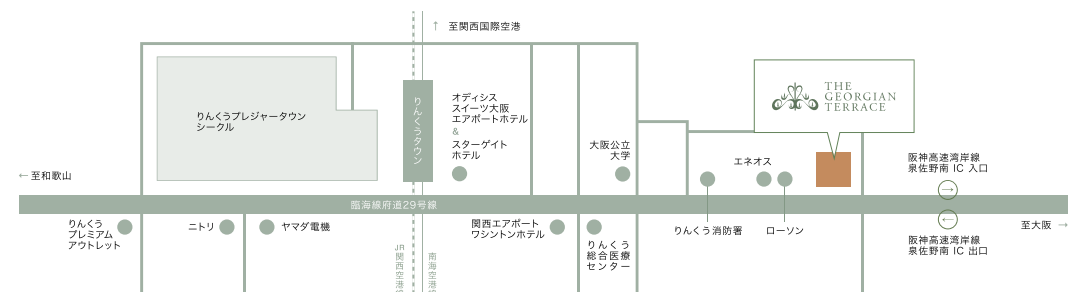 ↑ 至関西国際空港
THE
GEORGIAN
TERRACE
りんくうプレジャータウン
シークル
りんくうタウン
オディシス
スイーツ大阪
エアポートホテル
&
スターゲイト
ホテル
大阪公立
大学
エネオス
阪神高速湾岸線
泉佐野南 IC 入口
→
← 至和歌山
臨海線府道29号線
りんくう
プレミアム
アウトレット
ニトリ
ヤマダ電機
関西エアポート
ワシントンホテル
りんくう
総合医療
センター
りんくう消防署
ローソン
←
至大阪 →
阪神高速湾岸線
泉佐野南 IC 出口
JR
関西空港
南海空港